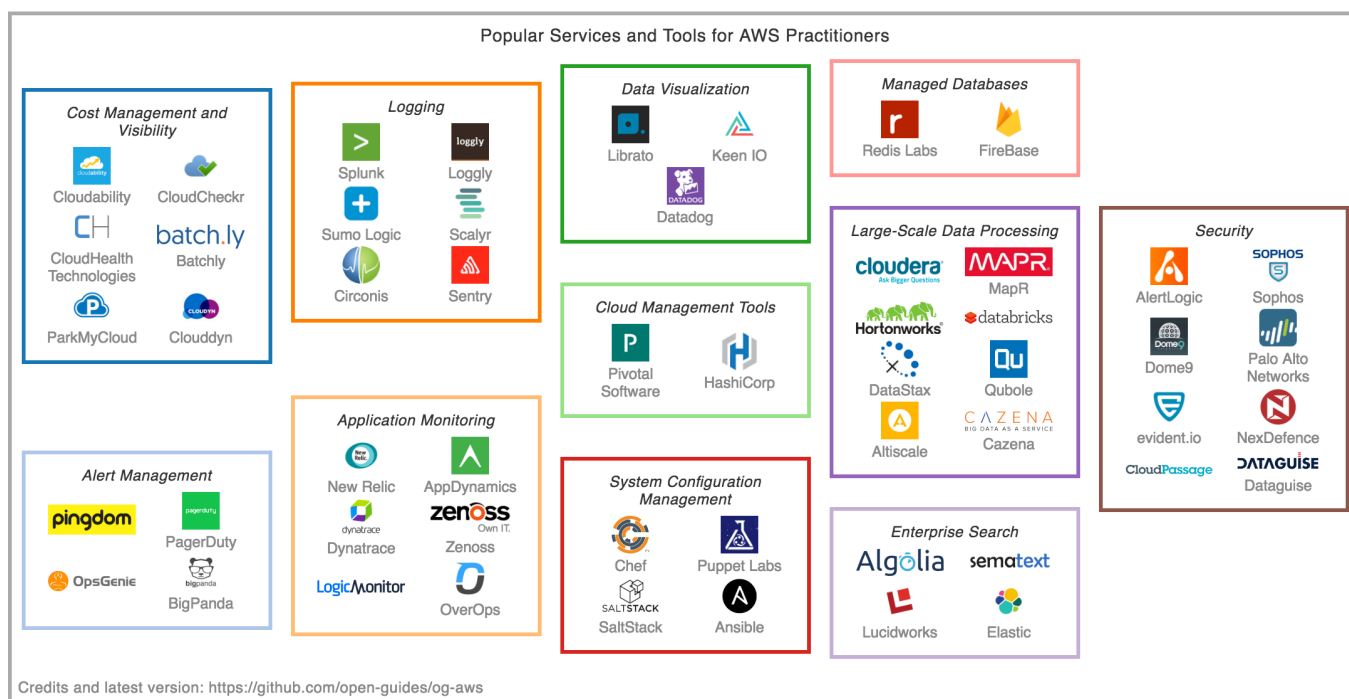 Popular Services and Tools for AWS Practitioners
Cost Management and
Visibility
cloudability
Cloudability
CloudCheckr
CH
CloudHealth
Technologies
batch.ly
Batchly
P
ParkMyCloud
CLOUDYN
Clouddyn
Logging
>
Splunk
loggly
Loggly
+
Sumo Logic
Scalyr
Circonis
Sentry
Data Visualization
Librato
Keen IO
DATADOG
Datadog
Managed Databases
r
Redis Labs
FireBase
Cloud Management Tools
P
Pivotal
Software
HashiCorp
Large-Scale Data Processing
cloudera
Ask Bigger Questions
MAPR
MapR
Hortonworks
databricks
DataStax
Qu
Qubole
A
Altiscale
CAZENA
BIG DATA AS A SERVICE
Cazena
Security
AlertLogic
SOPHOS
S
Sophos
Dome9
Dome9
Palo Alto
Networks
evident.io
N
NexDefence
CloudPassage
DATAGUISE
Dataguise
Alert Management
pingdom
pagerduty
PagerDuty
OpsGenie
bigpanda
BigPanda
Application Monitoring
New
Relic.
New Relic
AppDynamics
dynatrace
Dynatrace
zenoss
Own IT.
Zenoss
LogicMonitor
OverOps
System Configuration
Management
Chef
Puppet Labs
SALTSTACK
SaltStack
A
Ansible
Enterprise Search
Algolia
sematext
Lucidworks
Elastic
Credits and latest version: https://github.com/open-guides/og-aws